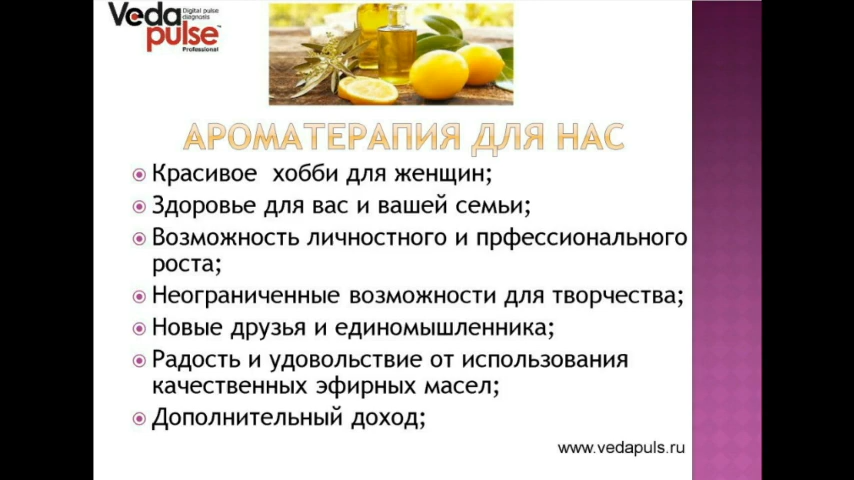 Veda
Digital pulse
diagnosis
pulse™
Professional
АРОМАТЕРАПИЯ ДЛЯ НАС
Красивое хобби для женщин;
Здоровье для вас и вашей семьи;
Возможность личностного и прфессионального
роста;
Неограниченные возможности для творчества;
Новые друзья и единомышленника;
Радость и удовольствие от использования
качественных эфирных масел;
Дополнительный доход;
www.vedapuls.ru